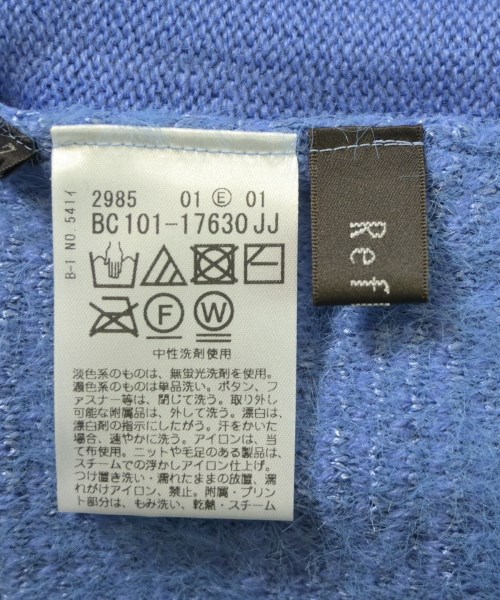 2985 01 Ⓔ 01
BC101-17630JJ
B-1 NO.541イ
F W
中性洗剤使用
淡色系のものは、無蛍光洗剤を使用。
濃色系のものは単品洗い。ボタン、フ
ァスナー等は、閉じて洗う。取り外し
可能な附属品は、外して洗う。漂白は、
漂白剤の指示にしたがう。汗をかいた
場合、速やかに洗う。アイロンは、当
て布使用。ニットや毛足のある製品は、
スチームでの浮かしアイロン仕上げ。
つけ置き洗い・濡れたままの放置、濡
れがけアイロン、禁止。附属・プリン
ト部分は、もみ洗い、乾熱・スチーム
Ref